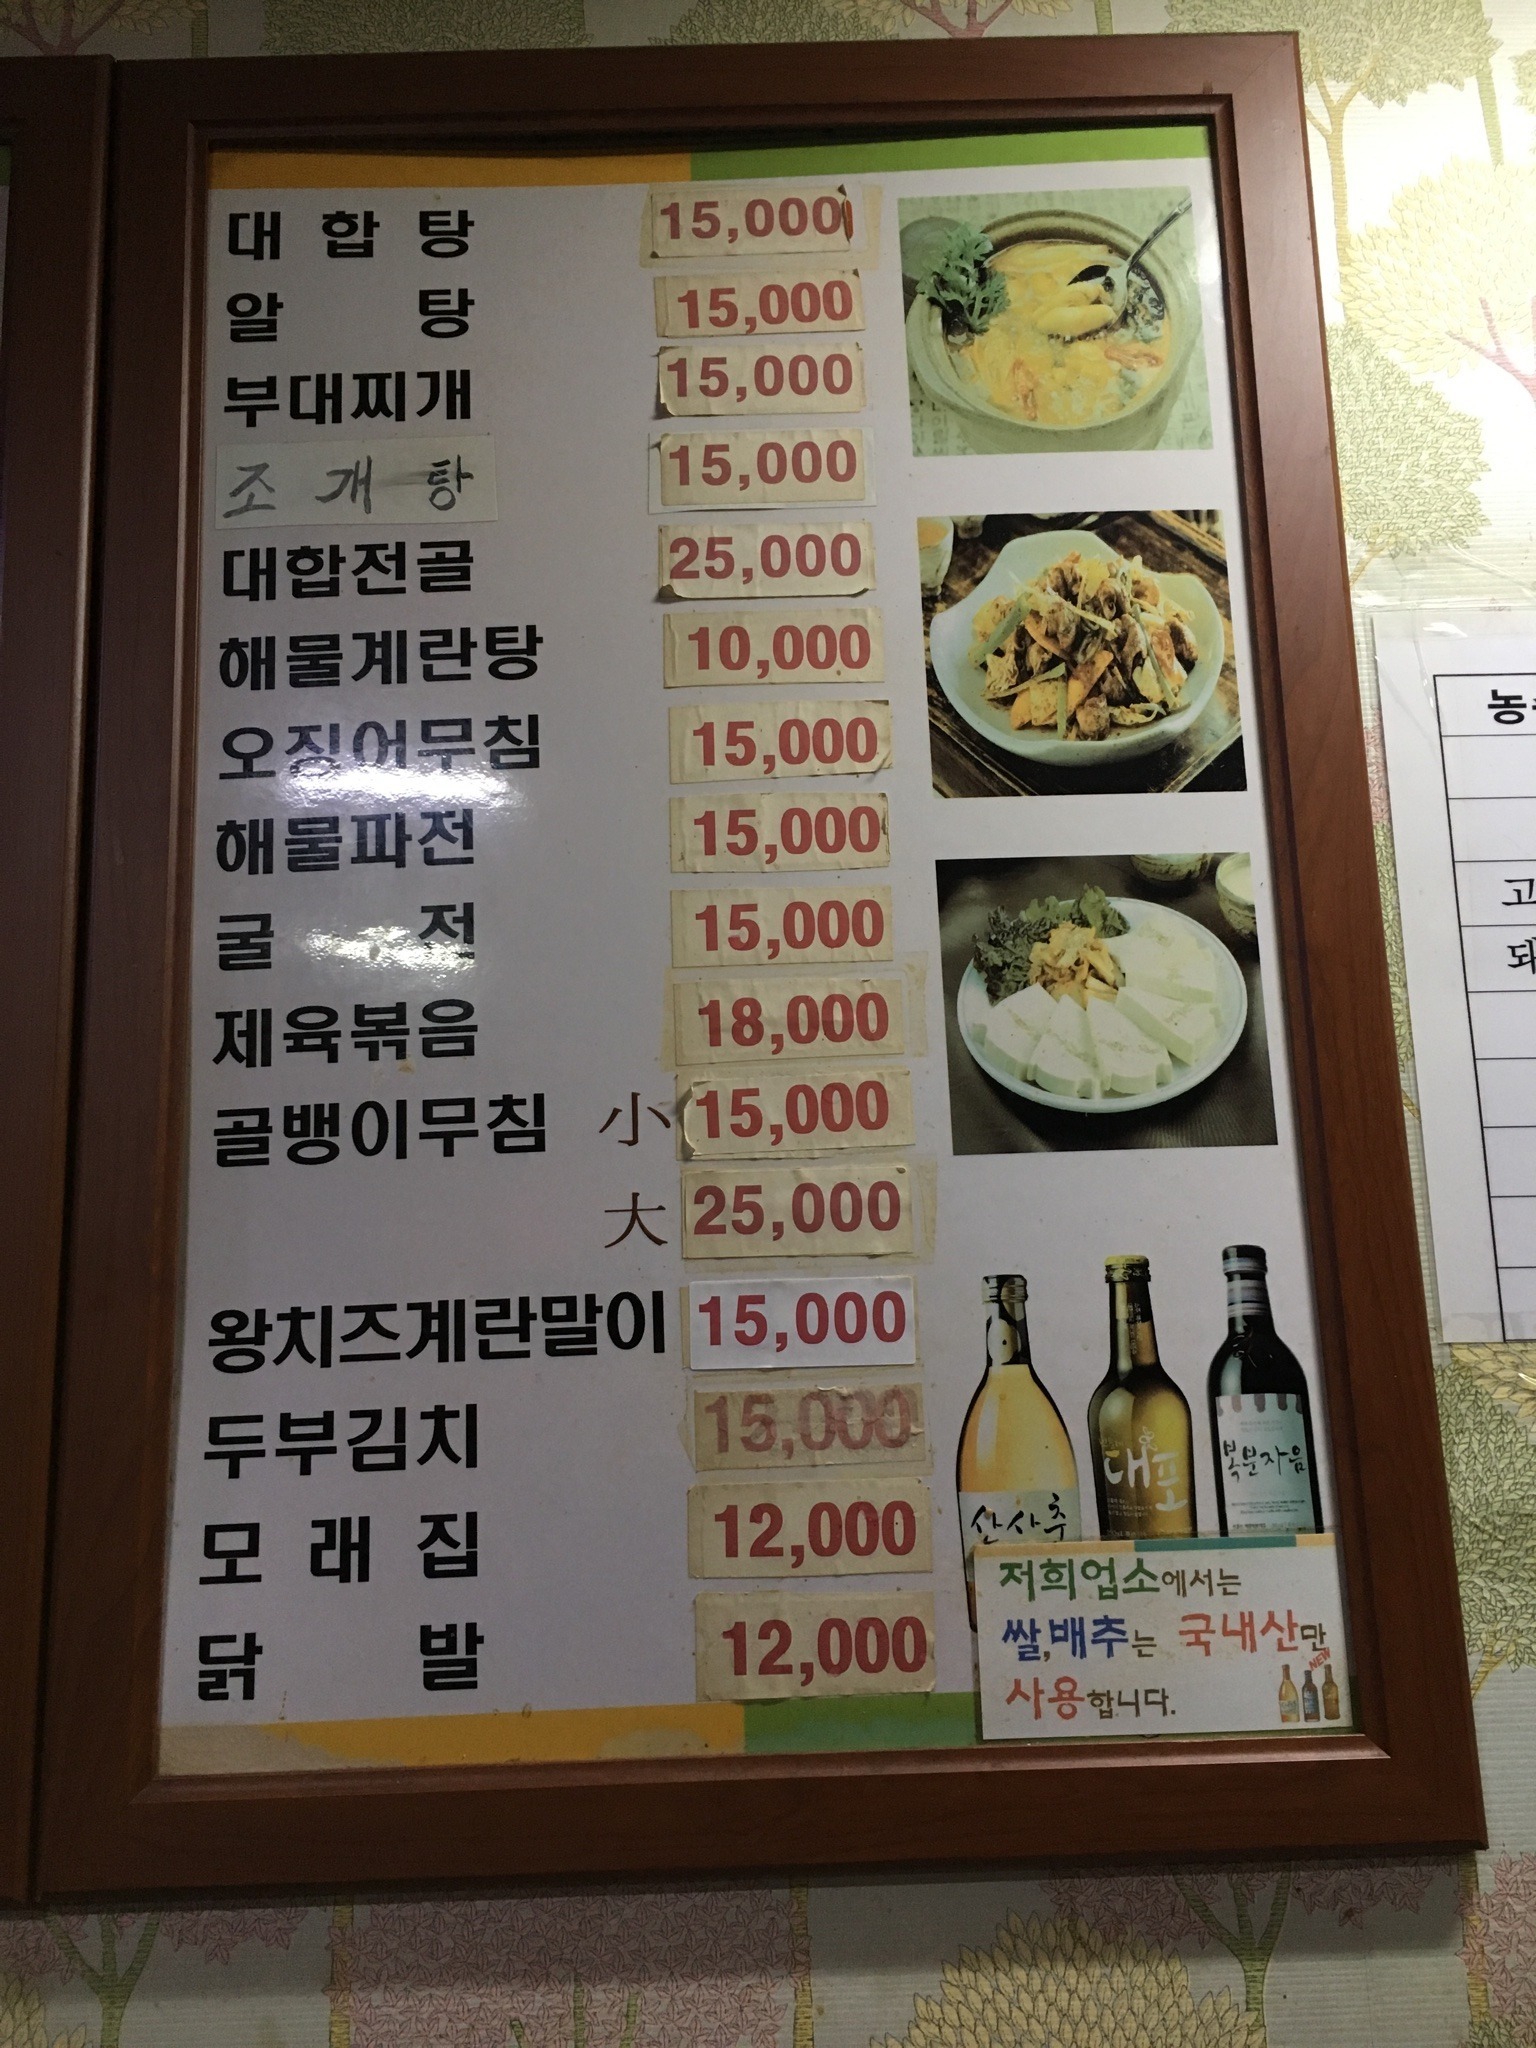 대합탕 15,000
알탕 15,000
부대찌개 15,000
조개탕 15,000
대합전골 25,000
해물계란탕 10,000
오징어무침 15,000
해물파전 15,000
굴전 15,000
제육볶음 18,000
골뱅이무침 小 15,000
大 25,000
왕치즈계란말이 15,000
두부김치 15,000
모래집 12,000
닭발 12,000
산사춘
대포
복분자음
저희업소에서는
쌀,배추는 국내산만
사용합니다.
NEW
농
고
돼